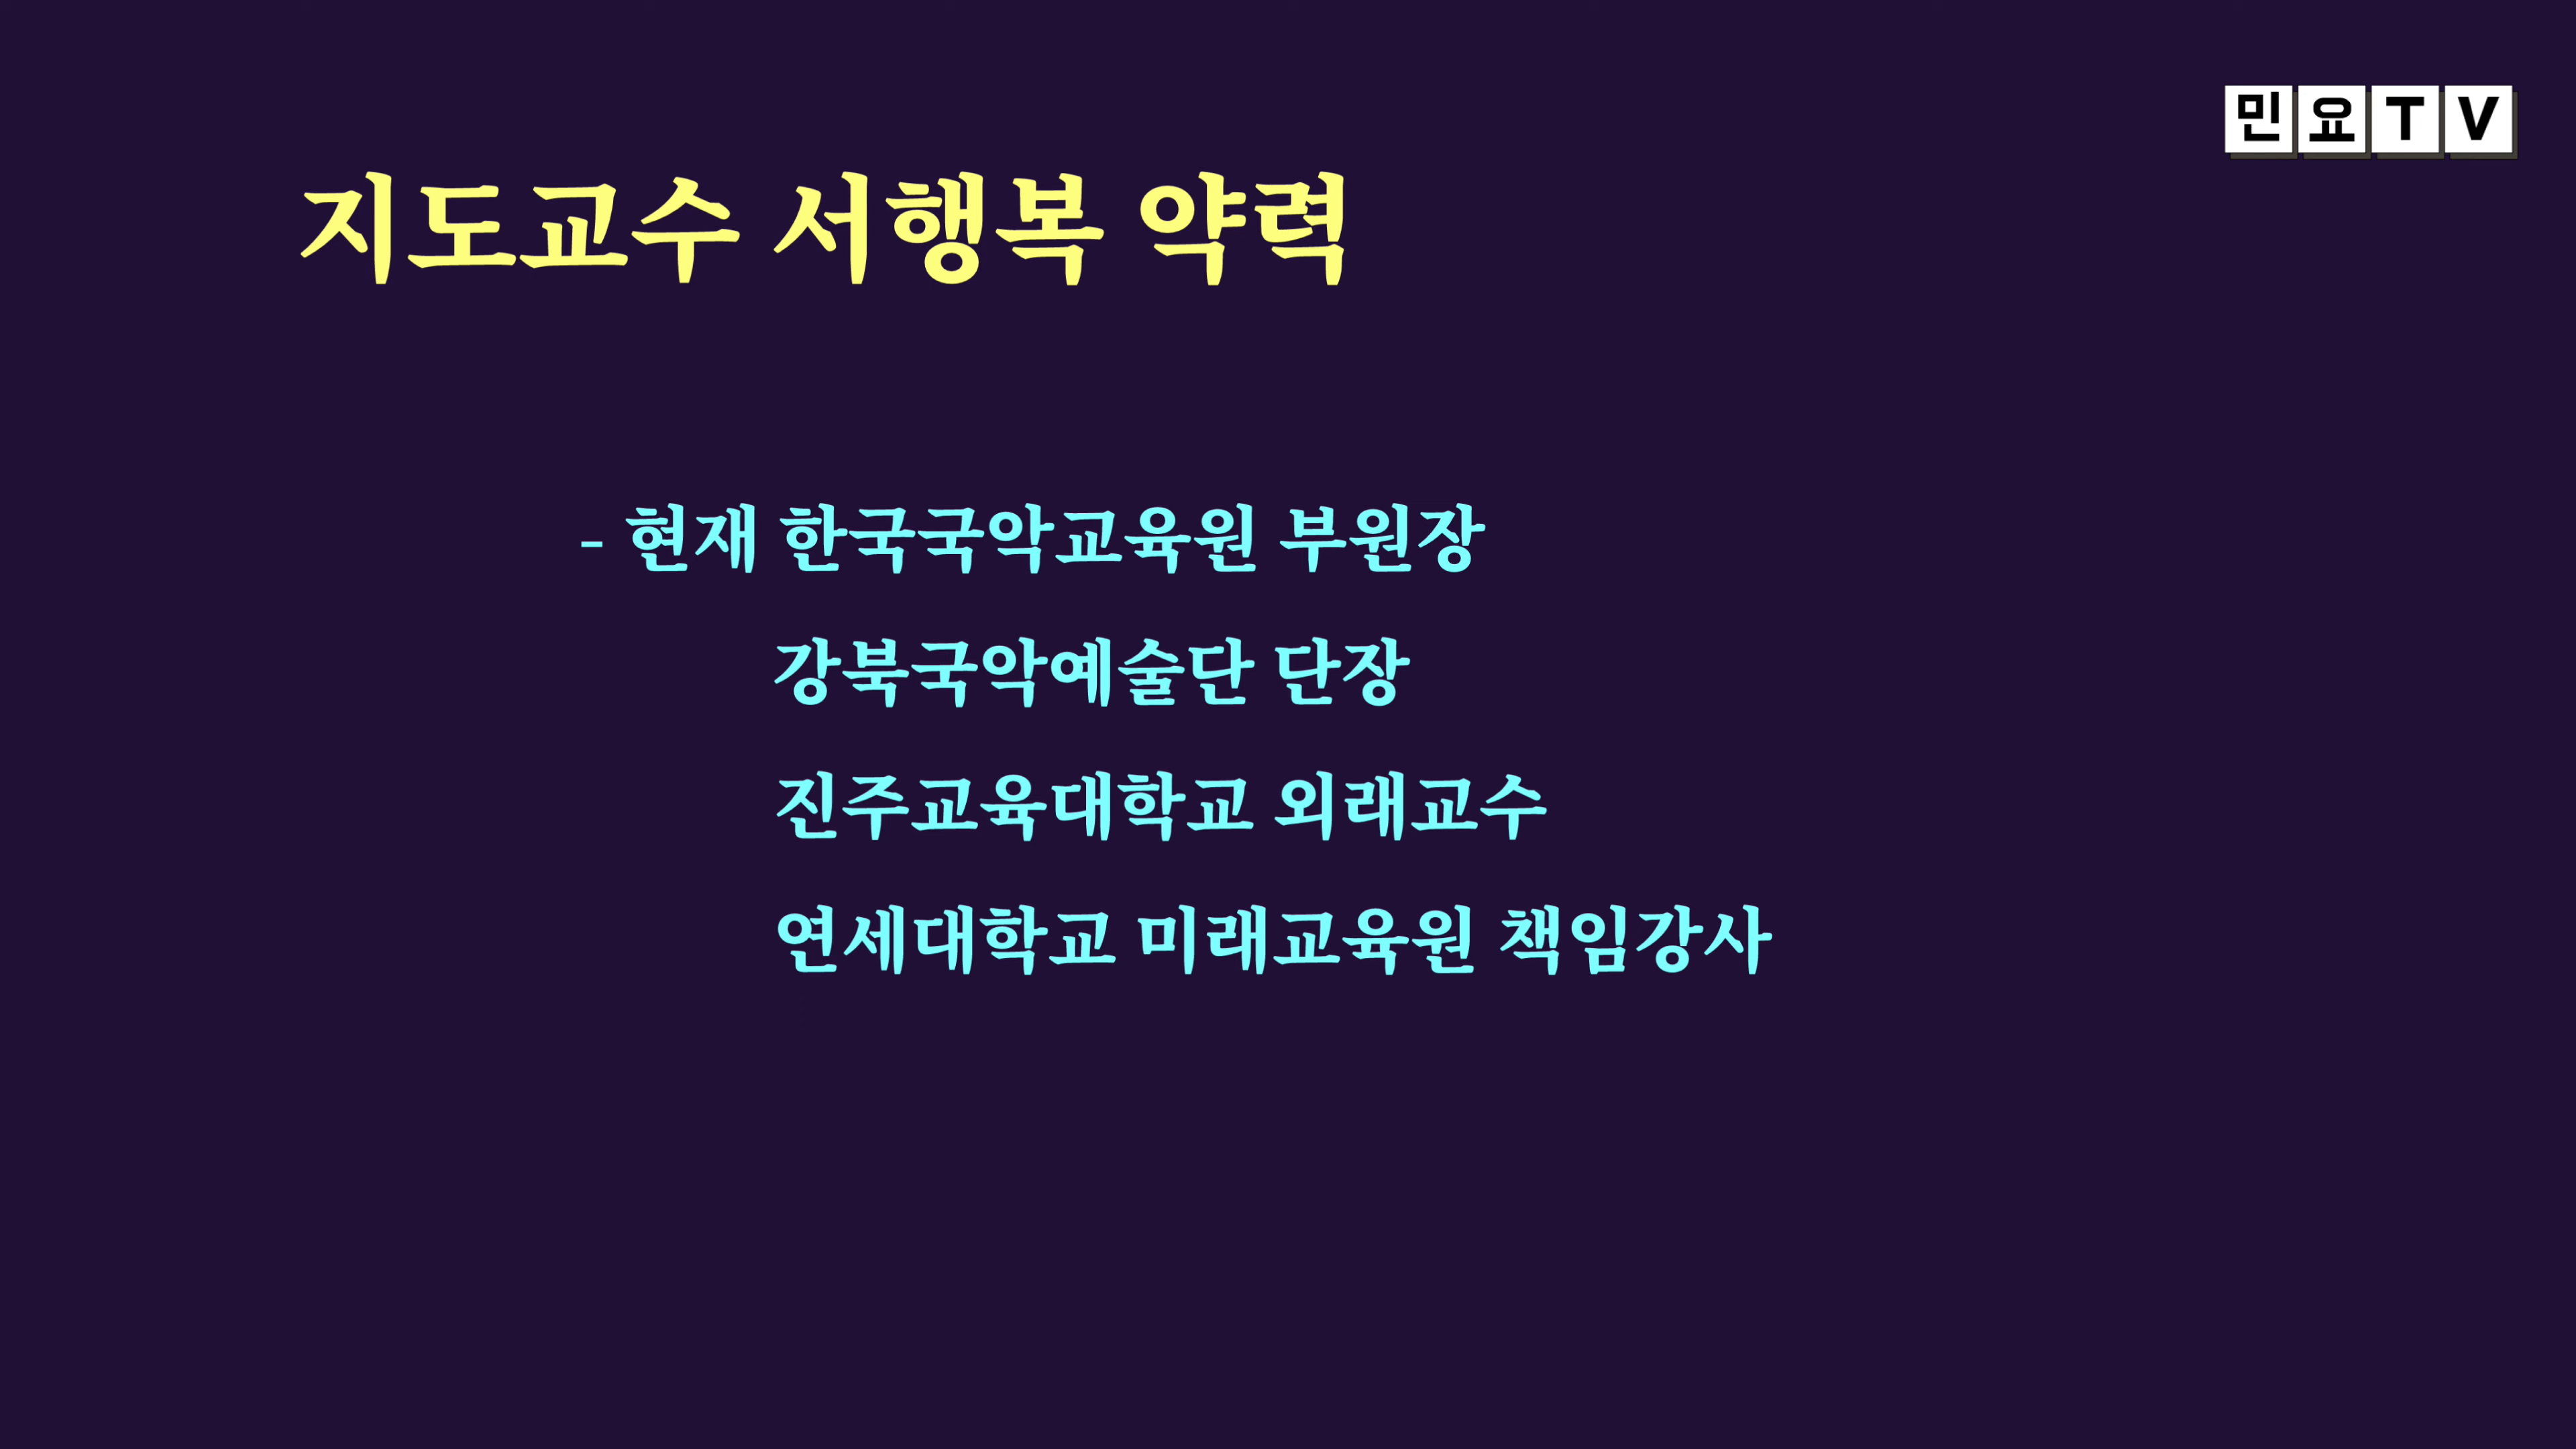 민요TV
지도교수 서행복 약력
- 현재 한국국악교육원 부원장
강북국악예술단 단장
진주교육대학교 외래교수
연세대학교 미래교육원 책임강사